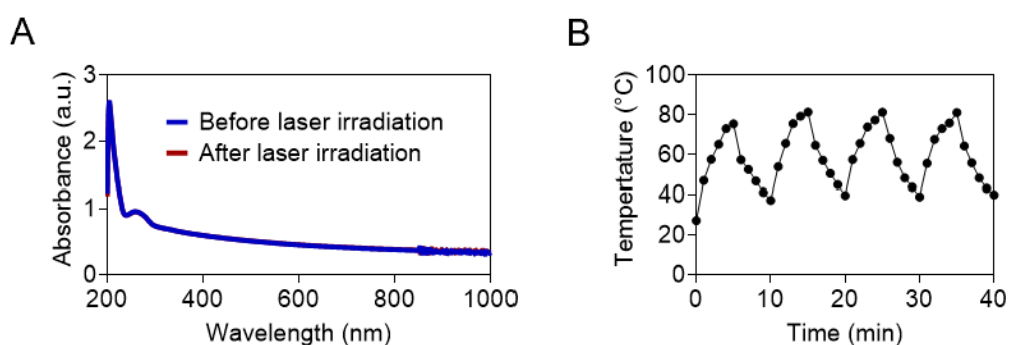 A
Absorbance (a.u.)
3
2
1
0
Before laser irradiation
After laser irradiation
200
400
600
800
1000
Wavelength (nm)
B
Tempertature (°C)
100
80
60
40
20
0
0
10
20
30
40
Time (min)